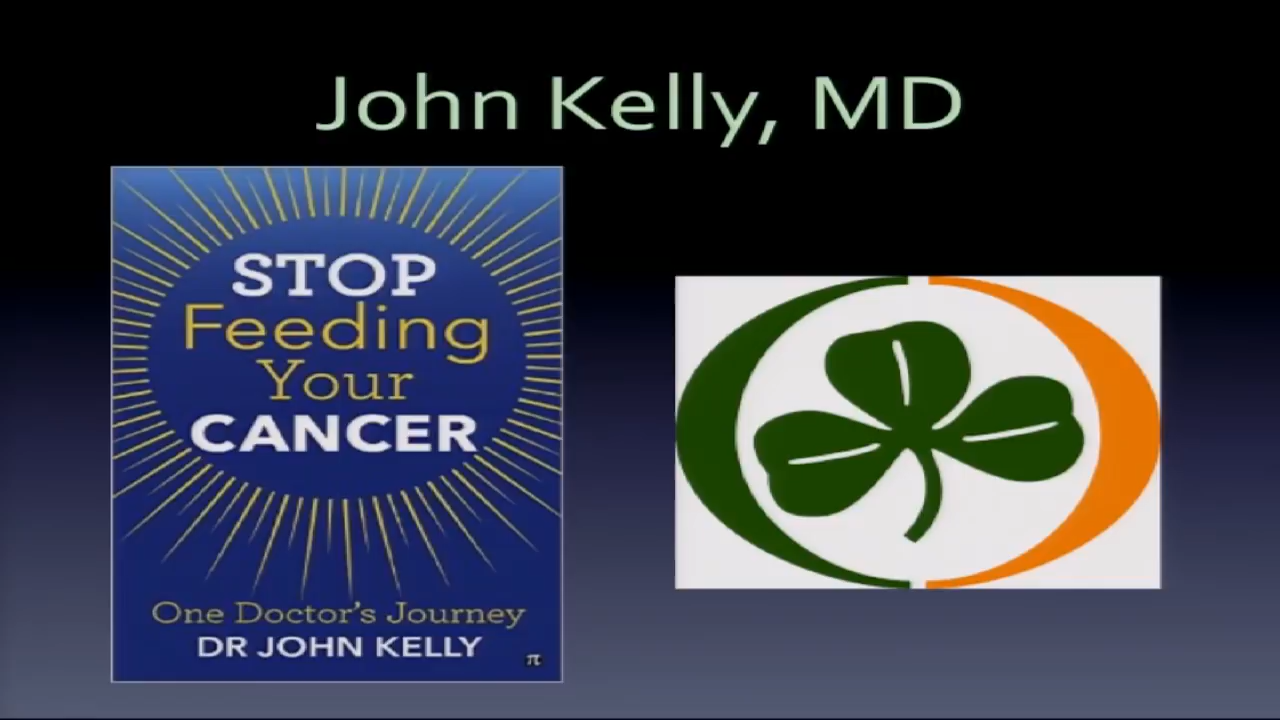 John Kelly, MD
STOP
Feeding
Your
CANCER
One Doctor's Journey
DR JOHN KELLY
π